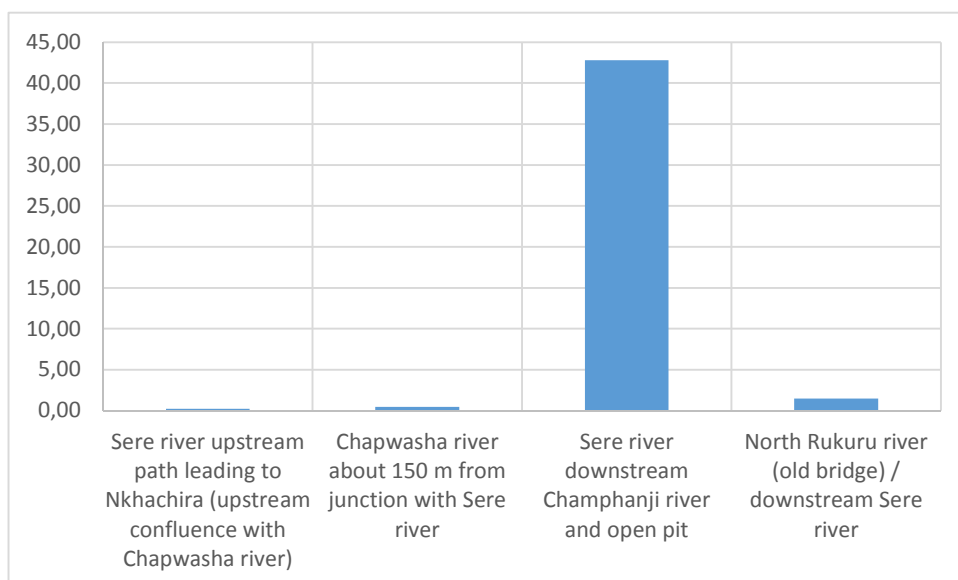 45,00
40,00
35,00
30,00
25,00
20,00
15,00
10,00
5,00
0,00
Sere river upstream
path leading to
Nkhachira (upstream
confluence with
Chapwasha river)
Chapwasha river
about 150 m from
junction with Sere
river
Sere river
downstream
Champhanji river
and open pit
North Rukuru river
(old bridge) /
downstream Sere
river